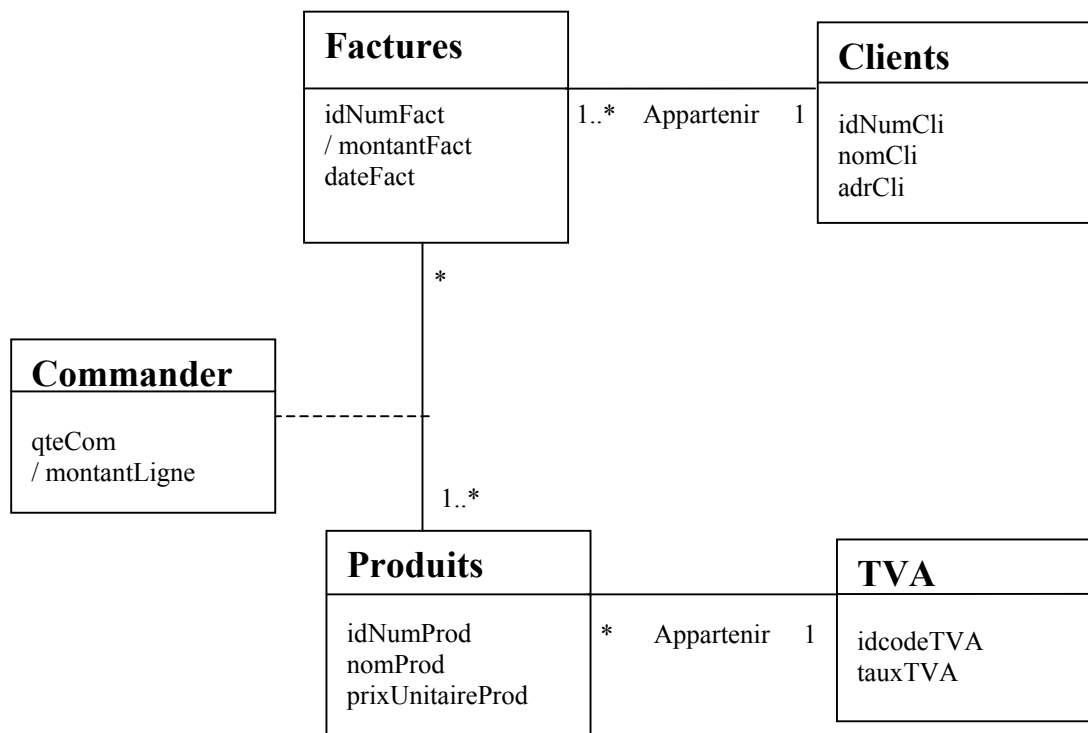 Factures
idNumFact
/ montantFact
dateFact
Clients
idNumCli
nomCli
adrCli
1..* Appartenir 1
*
Commander
qteCom
/ montantLigne
1..*
Produits
idNumProd
nomProd
prixUnitaireProd
* Appartenir 1
TVA
idcodeTVA
tauxTVA